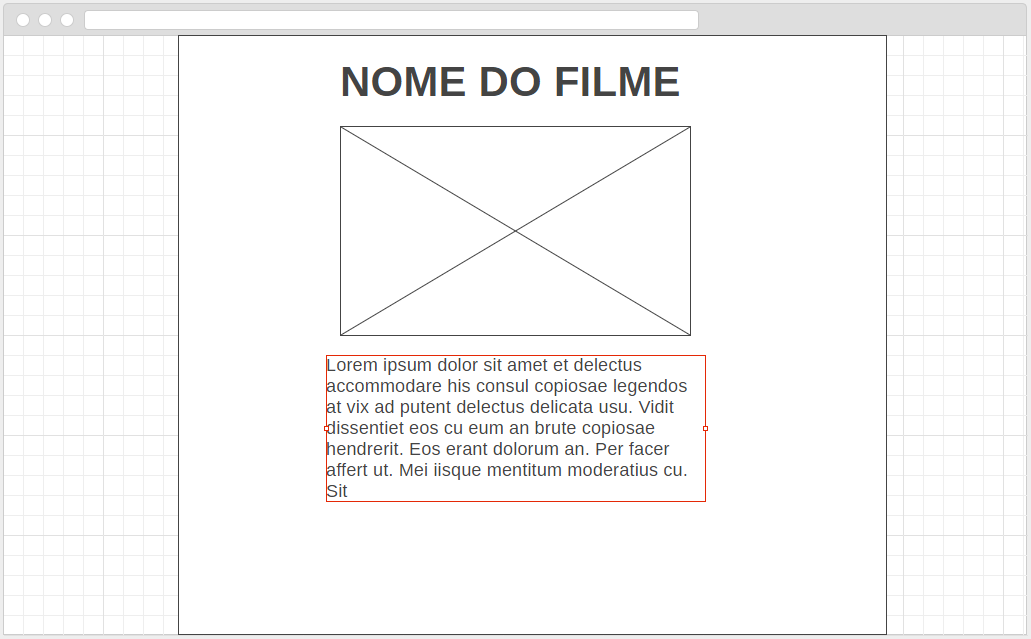 NOME DO FILME
Lorem ipsum dolor sit amet et delectus
accommodare his consul copiosae legendos
at vix ad putent delectus delicata usu. Vidit
dissentiet eos cu eum an brute copiosae
hendrerit. Eos erant dolorum an. Per facer
affert ut. Mei iisque mentitum moderatius cu.
Sit